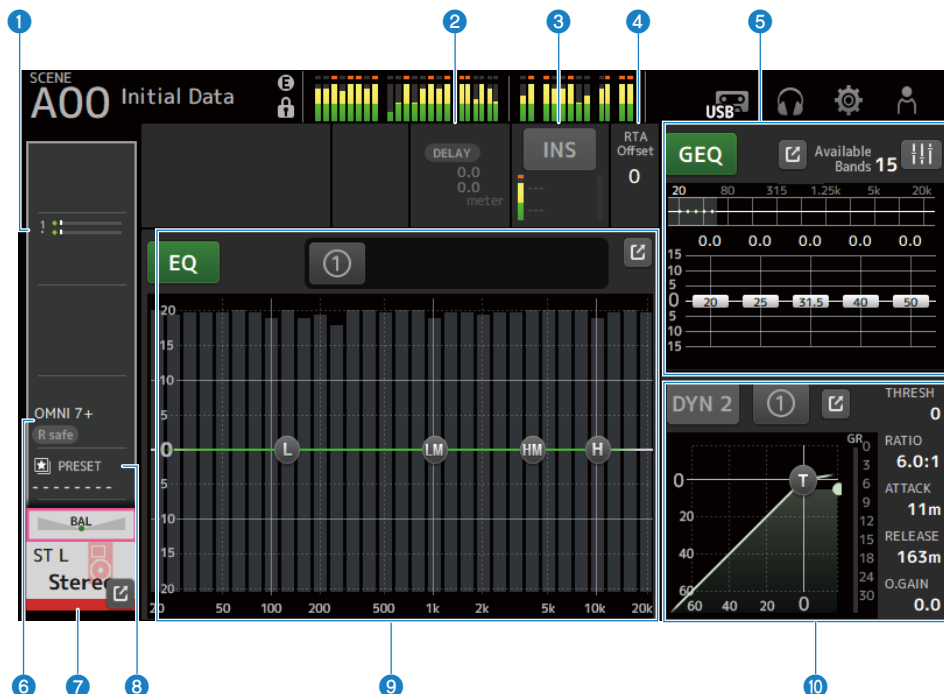 1 2 3 4 5
SCENE
A00 Initial Data
E
USB
DELAY
0.0
0.0
meter
INS
---
---
RTA
Offset
0
GEQ
Available
Bands 15
20 80 315 1.25k 5k 20k
0.0 0.0 0.0 0.0 0.0
15
10
5
0 20 25 31.5 40 50
5
10
15
1
OMNI 7+
R safe
PRESET
--------
BAL
ST L
Stereo
EQ
1
20
15
10
5
0 L LM HM H
5
10
15
20
20 50 100 200 500 1k 2k 5k 10k 20k
DYN 2
1
THRESH
0
RATIO
6.0:1
ATTACK
11m
RELEASE
163m
O.GAIN
0.0
GR
0
3
6
9
12
15
18
24
30
T
0
20
40
60
60 40 20 0
6 7 8 9 10